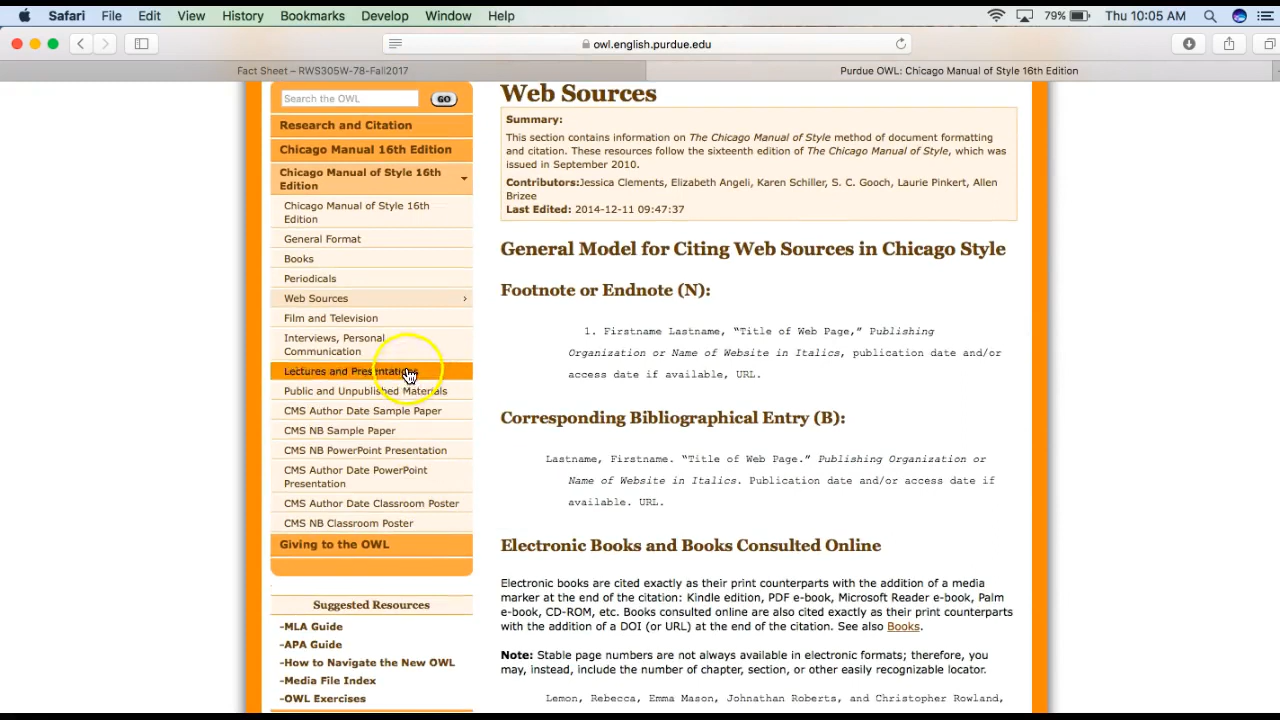 Safari File Edit View History Bookmarks Develop Window Help 79% Thu 10:05 AM
owl.english.purdue.edu
Fact Sheet – RWS305W-78-Fall2017 Purdue OWL: Chicago Manual of Style 16th Edition
Search the OWL GO
Research and Citation
Chicago Manual 16th Edition
Chicago Manual of Style 16th
Edition
Chicago Manual of Style 16th
Edition
General Format
Books
Periodicals
Web Sources ›
Film and Television
Interviews, Personal
Communication
Lectures and Presentations
Public and Unpublished Materials
CMS Author Date Sample Paper
CMS NB Sample Paper
CMS NB PowerPoint Presentation
CMS Author Date PowerPoint
Presentation
CMS Author Date Classroom Poster
CMS NB Classroom Poster
Giving to the OWL
Suggested Resources
-MLA Guide
-APA Guide
-How to Navigate the New OWL
-Media File Index
-OWL Exercises
Web Sources
Summary:
This section contains information on The Chicago Manual of Style method of document formatting
and citation. These resources follow the sixteenth edition of The Chicago Manual of Style, which was
issued in September 2010.
Contributors:Jessica Clements, Elizabeth Angeli, Karen Schiller, S. C. Gooch, Laurie Pinkert, Allen
Brizee
Last Edited: 2014-12-11 09:47:37
General Model for Citing Web Sources in Chicago Style
Footnote or Endnote (N):
1. Firstname Lastname, “Title of Web Page,” Publishing
Organization or Name of Website in Italics, publication date and/or
access date if available, URL.
Corresponding Bibliographical Entry (B):
Lastname, Firstname. “Title of Web Page.” Publishing Organization or
Name of Website in Italics. Publication date and/or access date if
available. URL.
Electronic Books and Books Consulted Online
Electronic books are cited exactly as their print counterparts with the addition of a media
marker at the end of the citation: Kindle edition, PDF e-book, Microsoft Reader e-book, Palm
e-book, CD-ROM, etc. Books consulted online are also cited exactly as their print counterparts
with the addition of a DOI (or URL) at the end of the citation. See also Books.
Note: Stable page numbers are not always available in electronic formats; therefore, you
may, instead, include the number of chapter, section, or other easily recognizable locator.
Lemon, Rebecca, Emma Mason, Johnathan Roberts, and Christopher Rowland,